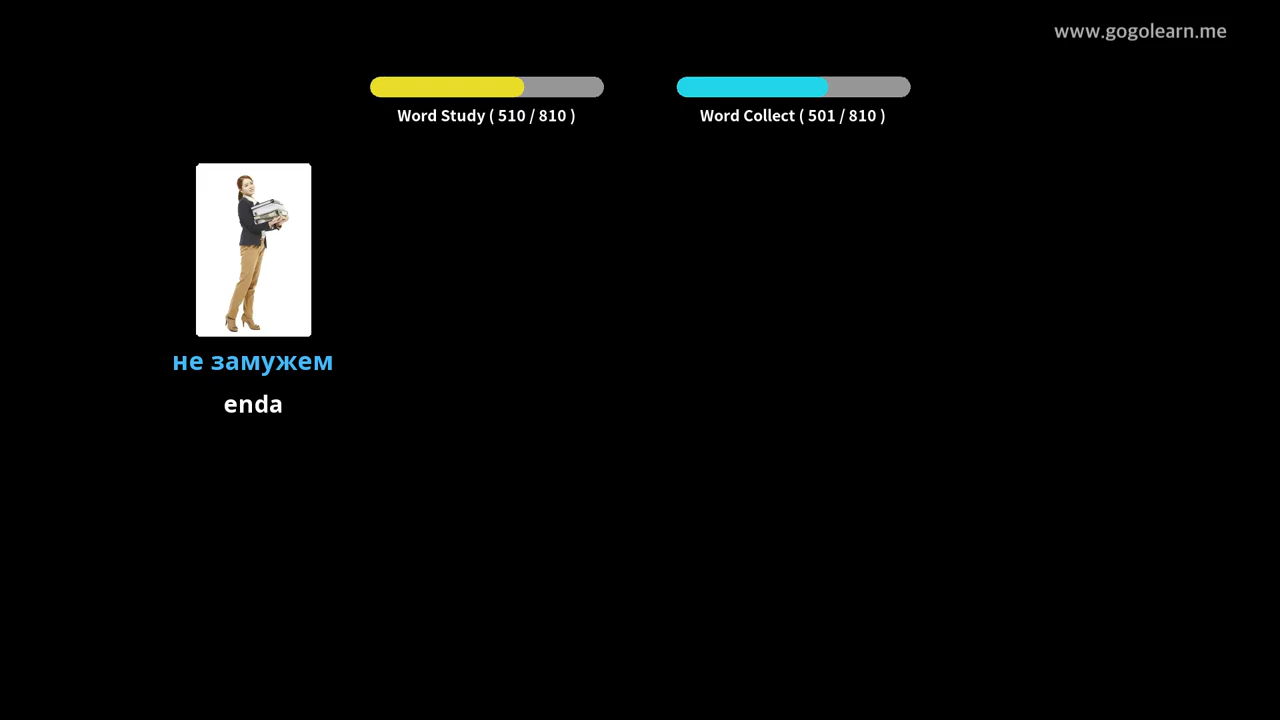 www.gogolearn.me
Word Study ( 510 / 810 )
Word Collect ( 501 / 810 )
не замужем
enda